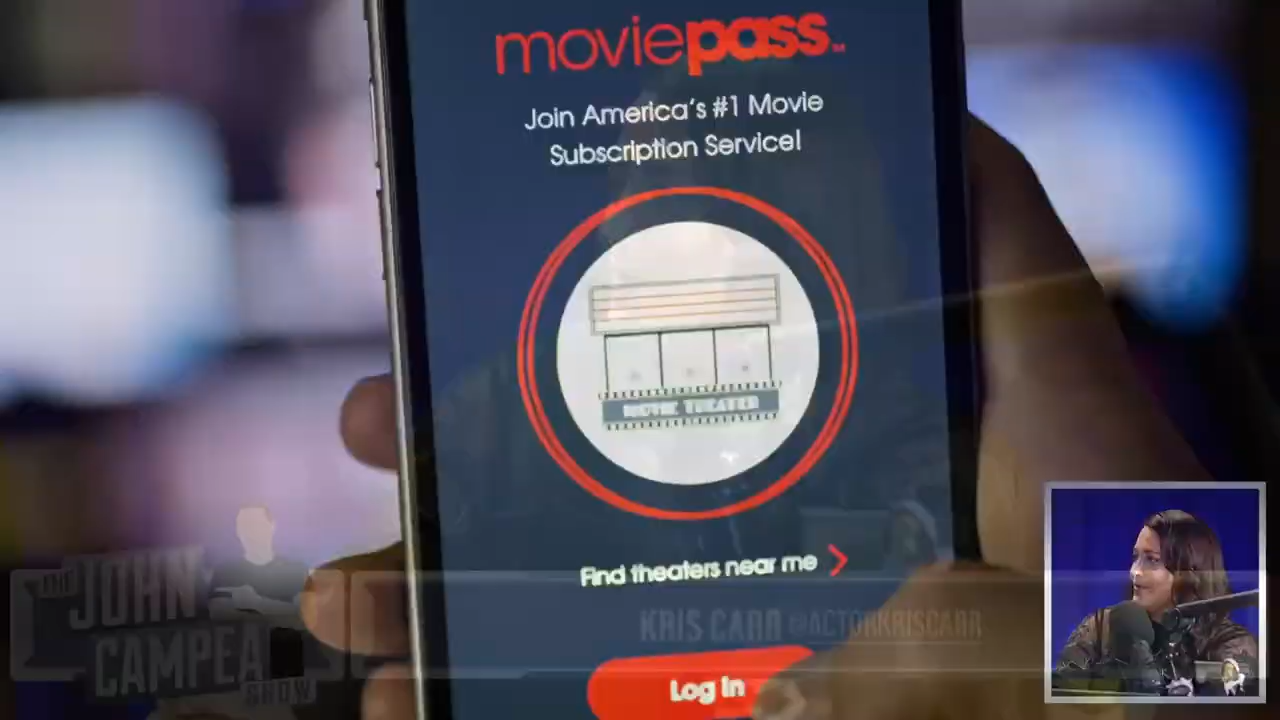 moviepass™
Join America's #1 Movie
Subscription Service!
MOVIE THEATER
Find theaters near me
THE
JOHN
CAMPEA
SHOW
KRIS CARR @ACTORKRISCARR
Log In